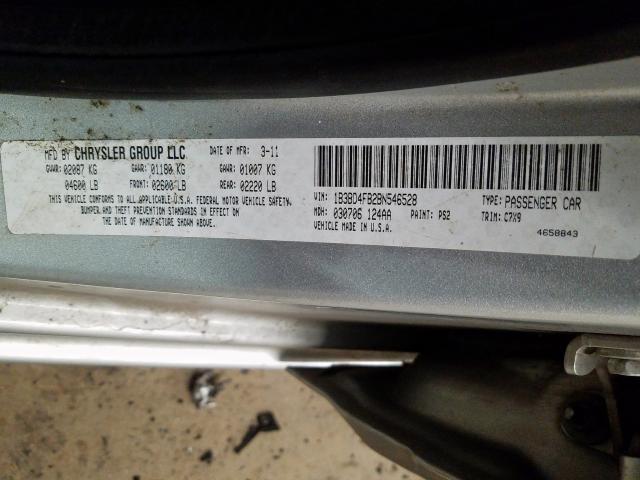 MFD BY CHRYSLER GROUP LLC DATE OF MFR: 3-11
GVWR: 02087 KG GAWR: 01180 KG GAWR: 01007 KG
04600 LB FRONT: 02600 LB REAR: 02220 LB
THIS VEHICLE CONFORMS TO ALL APPLICABLE U.S.A. FEDERAL MOTOR VEHICLE SAFETY,
BUMPER, AND THEFT PREVENTION STANDARDS IN EFFECT ON
THE DATE OF MANUFACTURE SHOWN ABOVE.
VIN: 1B3BD4FB2BN546528 TYPE: PASSENGER CAR
MDH: 030706 124AA PAINT: PS2 TRIM: C7X9
VEHICLE MADE IN U.S.A. 4658843